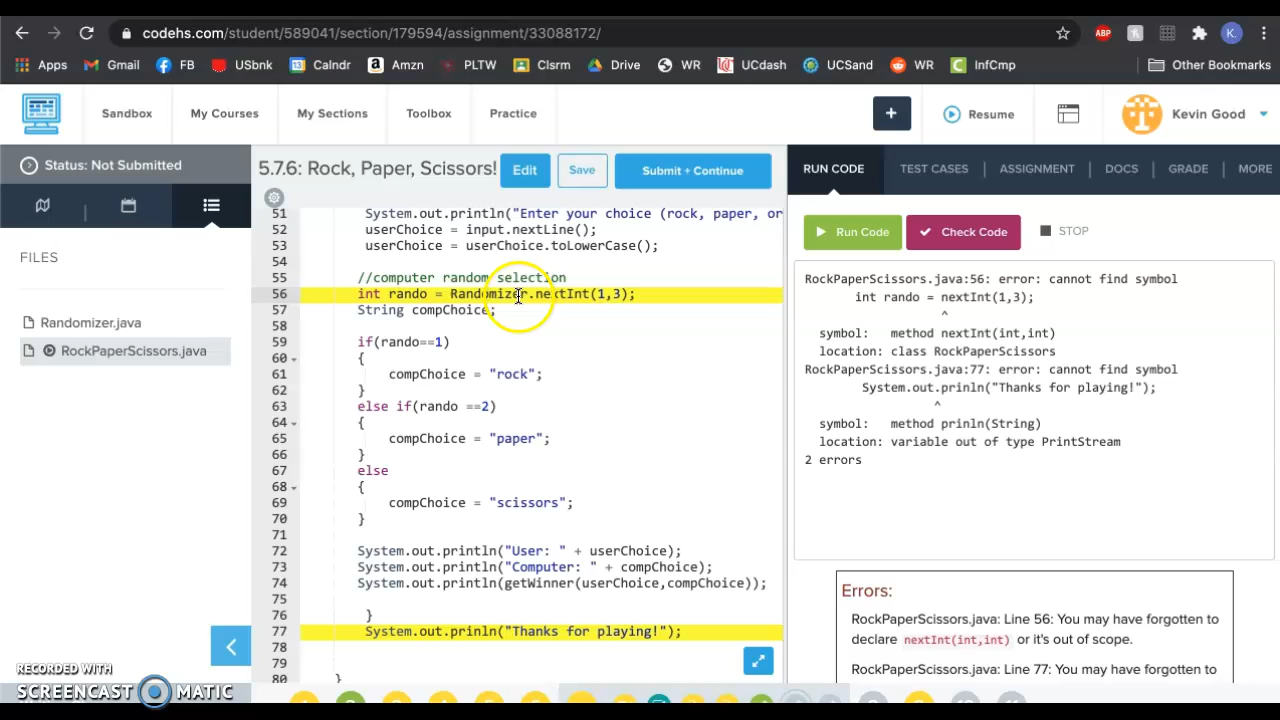 codehs.com/student/589041/section/179594/assignment/33088172/
ABP
K.
Apps Gmail FB USbnk Calndr Amzn PLTW Clsrm Drive WR UCdash UCSand WR InfCmp Other Bookmarks
Sandbox My Courses My Sections Toolbox Practice + Resume Kevin Good
Status: Not Submitted
5.7.6: Rock, Paper, Scissors! Edit Save Submit + Continue
RUN CODE TEST CASES ASSIGNMENT DOCS GRADE MORE
FILES
Randomizer.java
RockPaperScissors.java
51 System.out.println("Enter your choice (rock, paper, or
52 userChoice = input.nextLine();
53 userChoice = userChoice.toLowerCase();
54
55 //computer random selection
56 int rando = Randomizer.nextInt(1,3);
57 String compChoice;
58
59 if(rando==1)
60 {
61 compChoice = "rock";
62 }
63 else if(rando ==2)
64 {
65 compChoice = "paper";
66 }
67 else
68 {
69 compChoice = "scissors";
70 }
71
72 System.out.println("User: " + userChoice);
73 System.out.println("Computer: " + compChoice);
74 System.out.println(getWinner(userChoice,compChoice));
75
76 }
77 System.out.prinln("Thanks for playing!");
78
79
80 }
Run Code Check Code STOP
RockPaperScissors.java:56: error: cannot find symbol
int rando = nextInt(1,3);
^
symbol: method nextInt(int,int)
location: class RockPaperScissors
RockPaperScissors.java:77: error: cannot find symbol
System.out.prinln("Thanks for playing!");
^
symbol: method prinln(String)
location: variable out of type PrintStream
2 errors
Errors:
RockPaperScissors.java: Line 56: You may have forgotten to
declare nextInt(int,int) or it's out of scope.
RockPaperScissors.java: Line 77: You may have forgotten to
RECORDED WITH
SCREENCAST MATIC